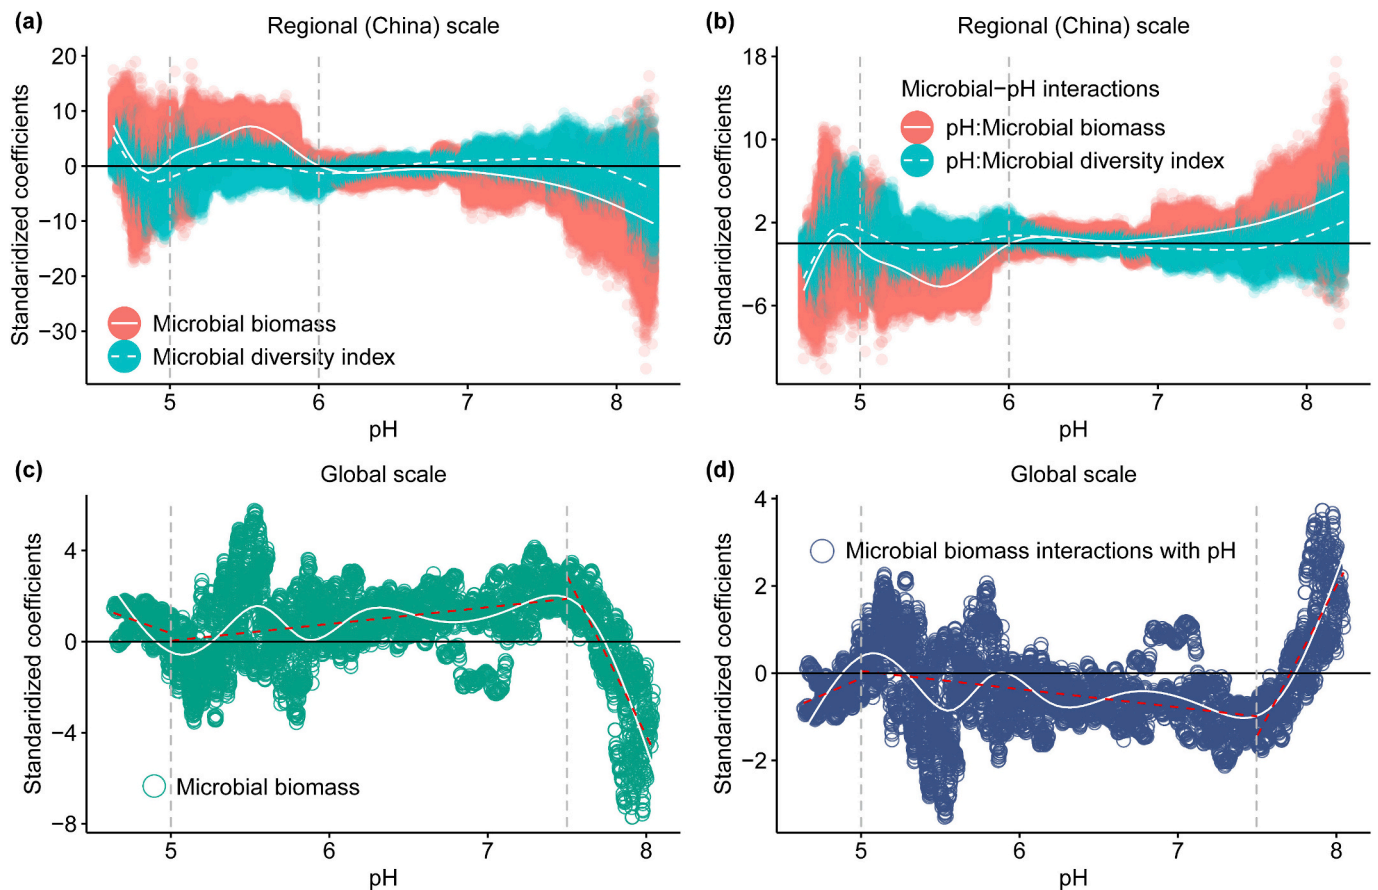 (a)
Regional (China) scale
Standardized coefficients
20
10
0
−10
−20
−30
Microbial biomass
Microbial diversity index
5
6
7
8
pH
(b)
Regional (China) scale
Standardized coefficients
18
10
2
−6
Microbial−pH interactions
pH:Microbial biomass
pH:Microbial diversity index
5
6
7
8
pH
(c)
Global scale
Standardized coefficients
4
0
−4
−8
Microbial biomass
5
6
7
8
pH
(d)
Global scale
Standardized coefficients
4
2
0
−2
Microbial biomass interactions with pH
5
6
7
8
pH